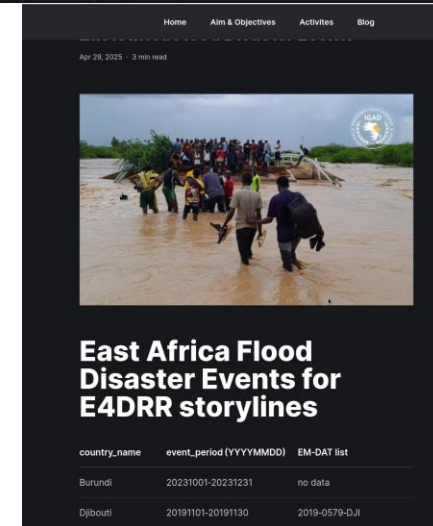 Home Aim & Objectives Activites Blog
Apr 29, 2025 · 3 min read
IGAD
East Africa Flood
Disaster Events for
E4DRR storylines
country_name event_period (YYYYMMDD) EM-DAT list
Burundi 20231001-20231231 no data
Djibouti 20191101-20191130 2019-0579-DJI